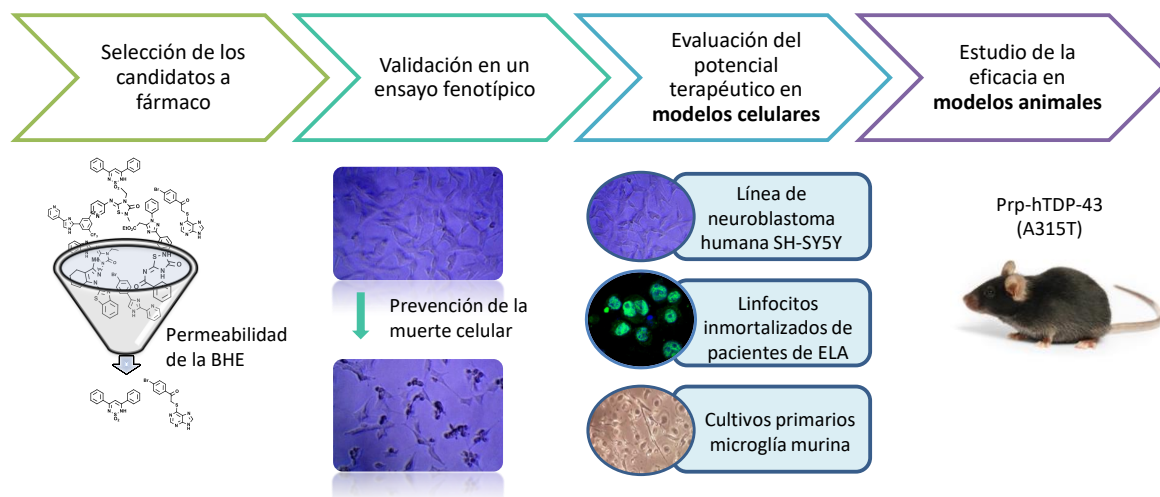 Selección de los
candidatos a
fármaco
Validación en un
ensayo fenotípico
Evaluación del
potencial
terapéutico en
modelos celulares
Estudio de la
eficacia en
modelos animales
Permeabilidad
de la BHE
Prevención de la
muerte celular
Línea de
neuroblastoma
humana SH-SY5Y
Linfocitos
inmortalizados de
pacientes de ELA
Cultivos primarios
microglía murina
Prp-hTDP-43
(A315T)